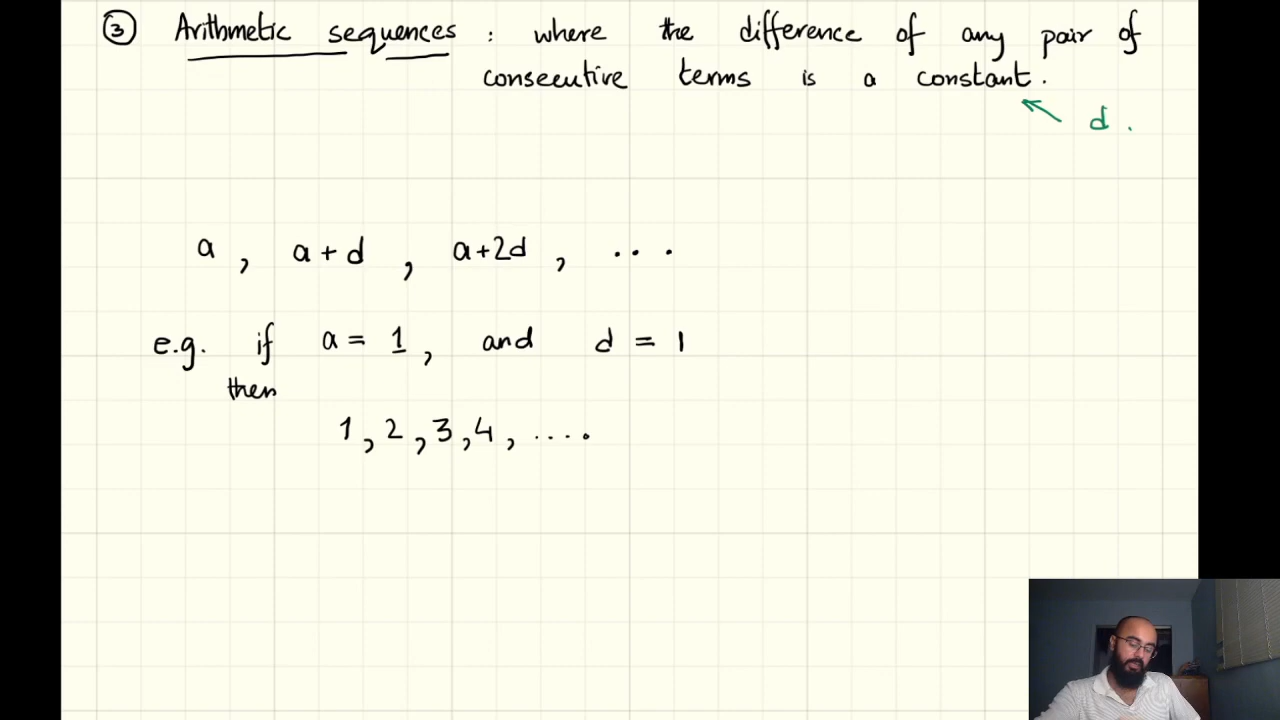 ③ Arithmetic sequences : where the difference of any pair of
consecutive terms is a constant.
d .
a , a + d , a+2d , ...
e.g. if a = 1 , and d = 1
then
1 , 2 , 3 , 4 , ....